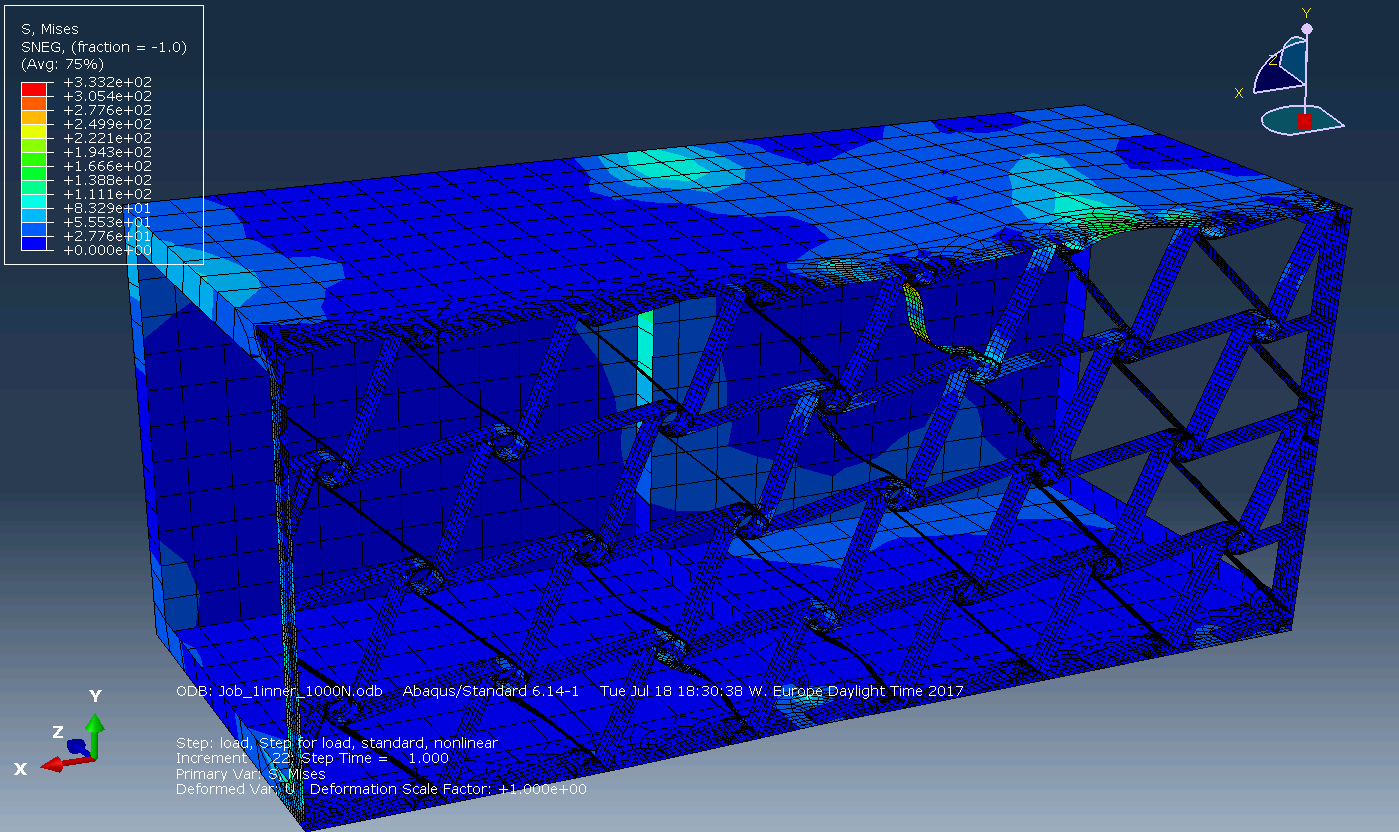 S, Mises
SNEG, (fraction = -1.0)
(Avg: 75%)
+3.332e+02
+3.054e+02
+2.776e+02
+2.499e+02
+2.221e+02
+1.943e+02
+1.666e+02
+1.388e+02
+1.111e+02
+8.329e+01
+5.553e+01
+2.776e+01
+0.000e+00
Y
Z
X
ODB: Job_1inner_1000N.odb Abaqus/Standard 6.14-1 Tue Jul 18 18:30:38 W. Europe Daylight Time 2017
Y
Z
X
Step: load, Step for load, standard, nonlinear
Increment 22: Step Time = 1.000
Primary Var: S, Mises
Deformed Var: U Deformation Scale Factor: +1.000e+00